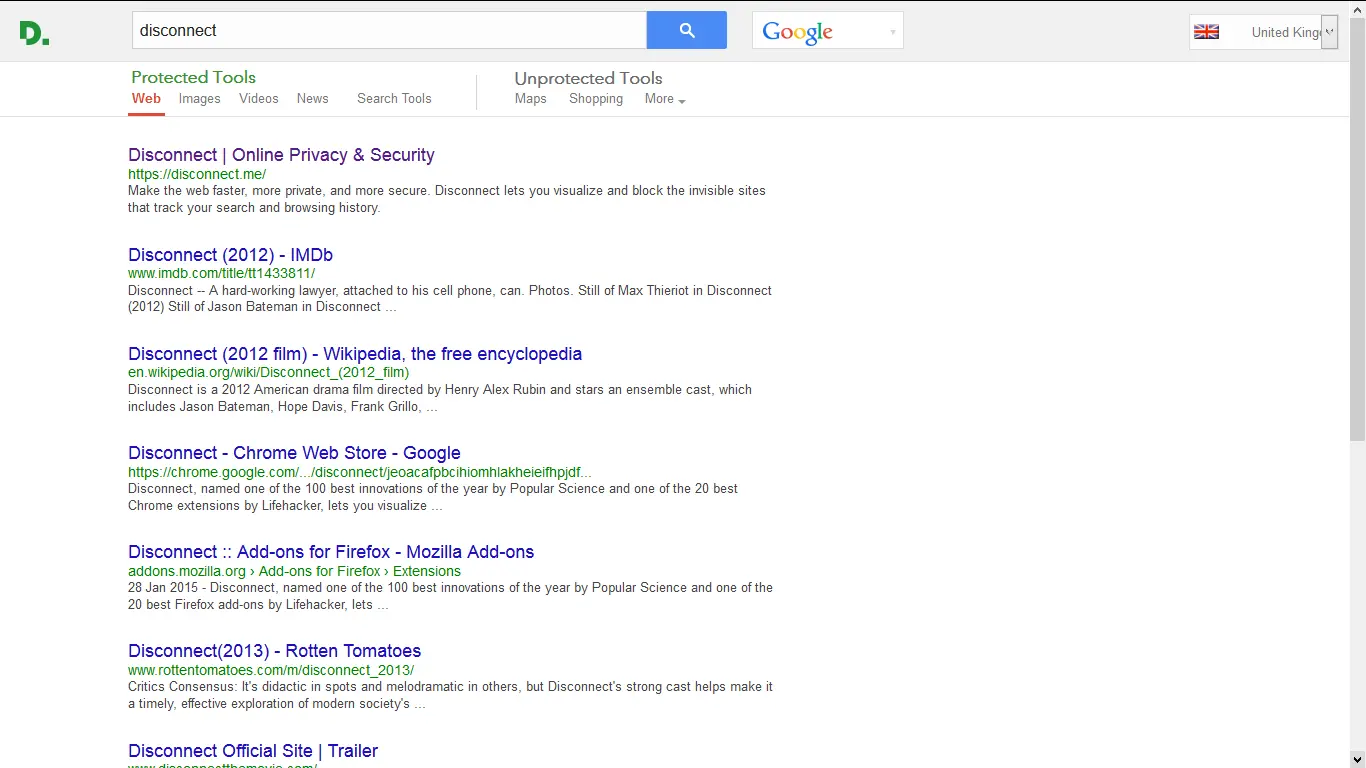 D.
disconnect
Google
United King
Protected Tools
Unprotected Tools
Web Images Videos News Search Tools
Maps Shopping More
Disconnect | Online Privacy & Security
https://disconnect.me/
Make the web faster, more private, and more secure. Disconnect lets you visualize and block the invisible sites
that track your search and browsing history.
Disconnect (2012) - IMDb
www.imdb.com/title/tt1433811/
Disconnect -- A hard-working lawyer, attached to his cell phone, can. Photos. Still of Max Thieriot in Disconnect
(2012) Still of Jason Bateman in Disconnect ...
Disconnect (2012 film) - Wikipedia, the free encyclopedia
en.wikipedia.org/wiki/Disconnect_(2012_film)
Disconnect is a 2012 American drama film directed by Henry Alex Rubin and stars an ensemble cast, which
includes Jason Bateman, Hope Davis, Frank Grillo, ...
Disconnect - Chrome Web Store - Google
https://chrome.google.com/.../disconnect/jeoacafpbcihiomhlakheieifhpjdf...
Disconnect, named one of the 100 best innovations of the year by Popular Science and one of the 20 best
Chrome extensions by Lifehacker, lets you visualize ...
Disconnect :: Add-ons for Firefox - Mozilla Add-ons
addons.mozilla.org › Add-ons for Firefox › Extensions
28 Jan 2015 - Disconnect, named one of the 100 best innovations of the year by Popular Science and one of the
20 best Firefox add-ons by Lifehacker, lets ...
Disconnect(2013) - Rotten Tomatoes
www.rottentomatoes.com/m/disconnect_2013/
Critics Consensus: It's didactic in spots and melodramatic in others, but Disconnect's strong cast helps make it
a timely, effective exploration of modern society's ...
Disconnect Official Site | Trailer
www.disconnectthemovie.com/